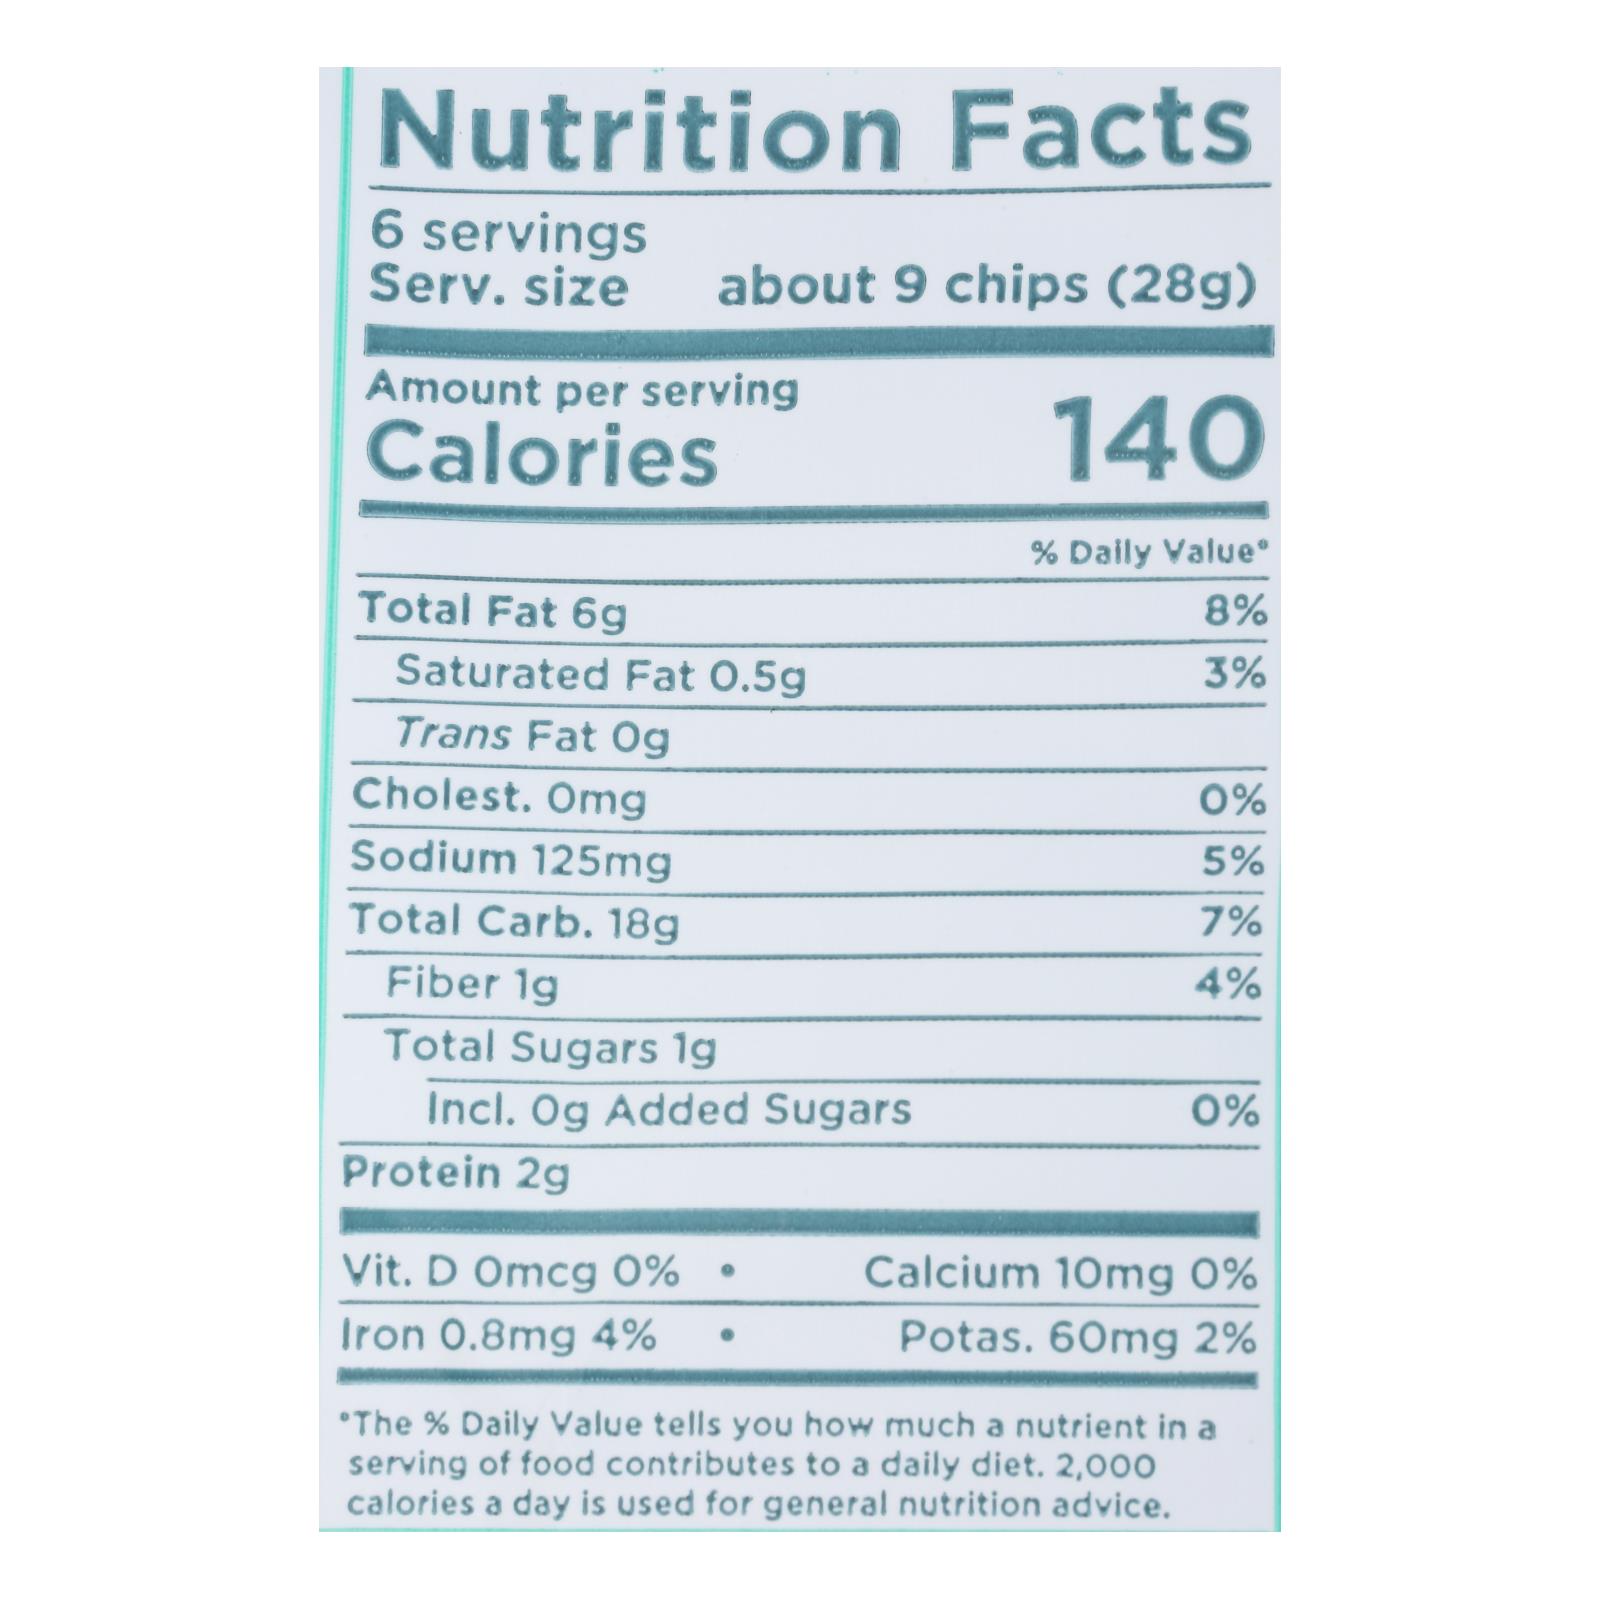 Nutrition Facts
6 servings
Serv. size about 9 chips (28g)
Amount per serving
Calories 140
% Daily Value*
Total Fat 6g 8%
Saturated Fat 0.5g 3%
Trans Fat 0g
Cholest. 0mg 0%
Sodium 125mg 5%
Total Carb. 18g 7%
Fiber 1g 4%
Total Sugars 1g
Incl. 0g Added Sugars 0%
Protein 2g
Vit. D 0mcg 0% • Calcium 10mg 0%
Iron 0.8mg 4% • Potas. 60mg 2%
*The % Daily Value tells you how much a nutrient in a
serving of food contributes to a daily diet. 2,000
calories a day is used for general nutrition advice.